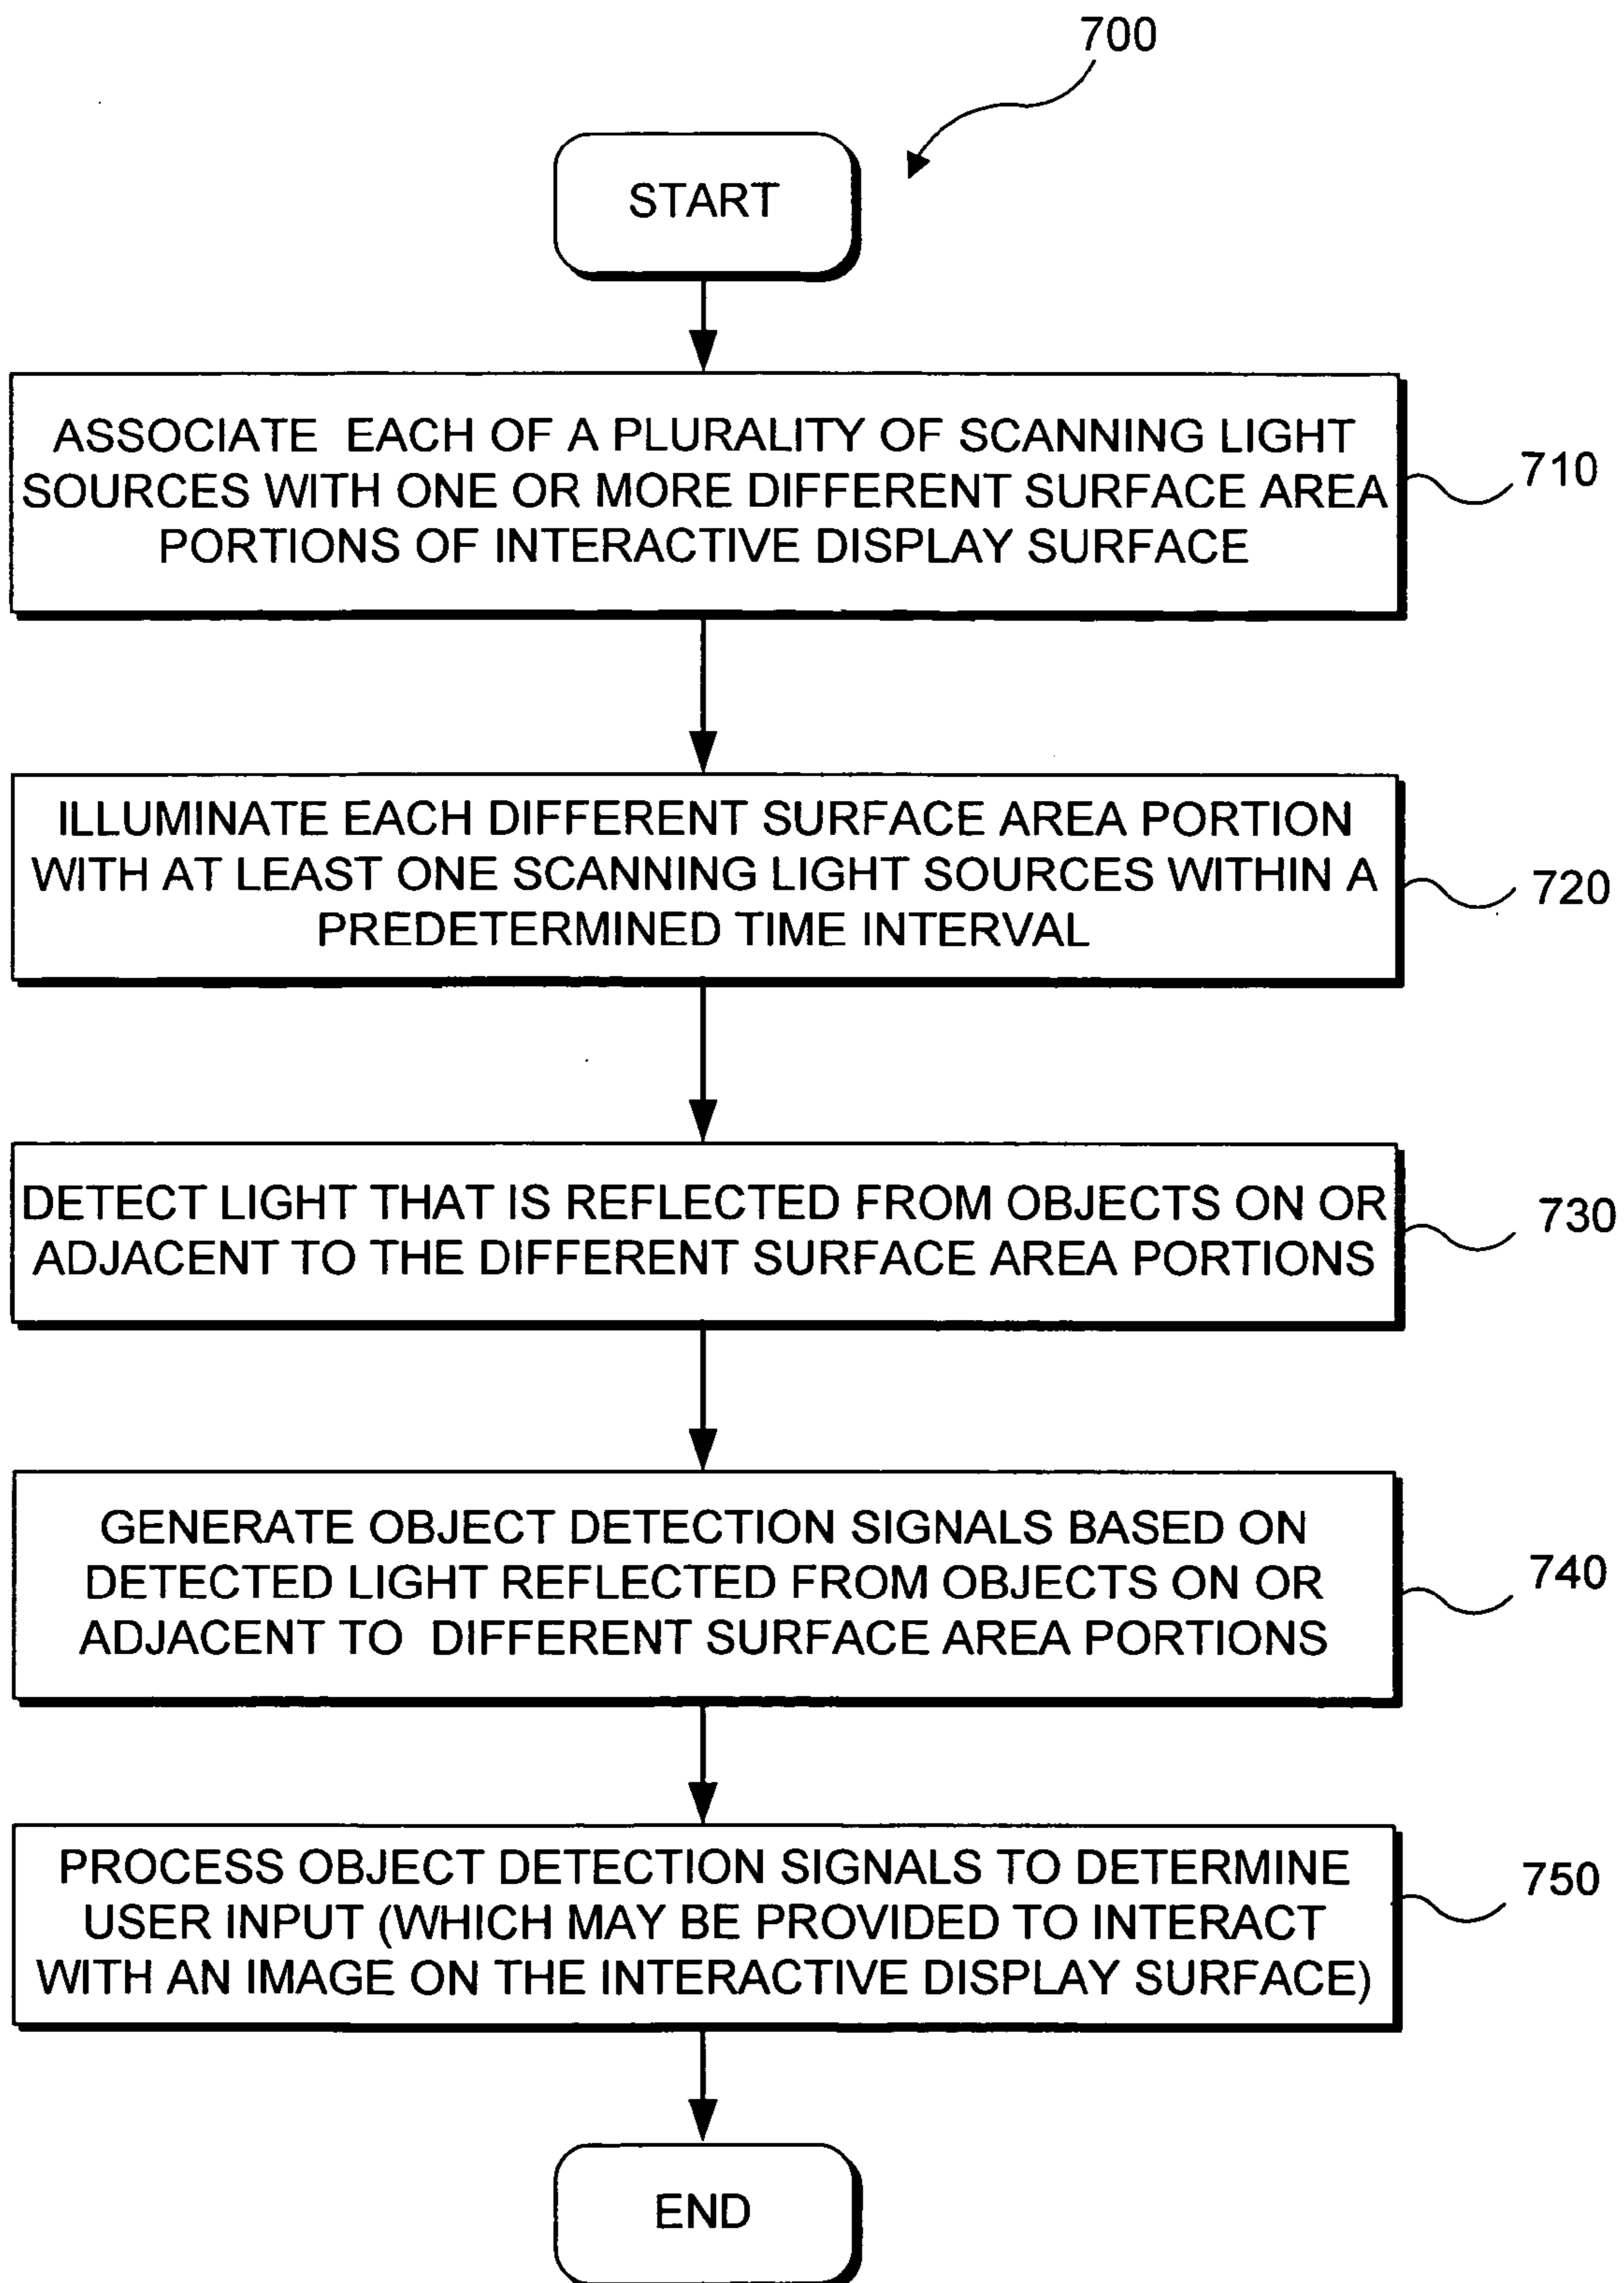 700
START
ASSOCIATE EACH OF A PLURALITY OF SCANNING LIGHT
SOURCES WITH ONE OR MORE DIFFERENT SURFACE AREA
PORTIONS OF INTERACTIVE DISPLAY SURFACE
710
ILLUMINATE EACH DIFFERENT SURFACE AREA PORTION
WITH AT LEAST ONE SCANNING LIGHT SOURCES WITHIN A
PREDETERMINED TIME INTERVAL
720
DETECT LIGHT THAT IS REFLECTED FROM OBJECTS ON OR
ADJACENT TO THE DIFFERENT SURFACE AREA PORTIONS
730
GENERATE OBJECT DETECTION SIGNALS BASED ON
DETECTED LIGHT REFLECTED FROM OBJECTS ON OR
ADJACENT TO DIFFERENT SURFACE AREA PORTIONS
740
PROCESS OBJECT DETECTION SIGNALS TO DETERMINE
USER INPUT (WHICH MAY BE PROVIDED TO INTERACT
WITH AN IMAGE ON THE INTERACTIVE DISPLAY SURFACE)
750
END